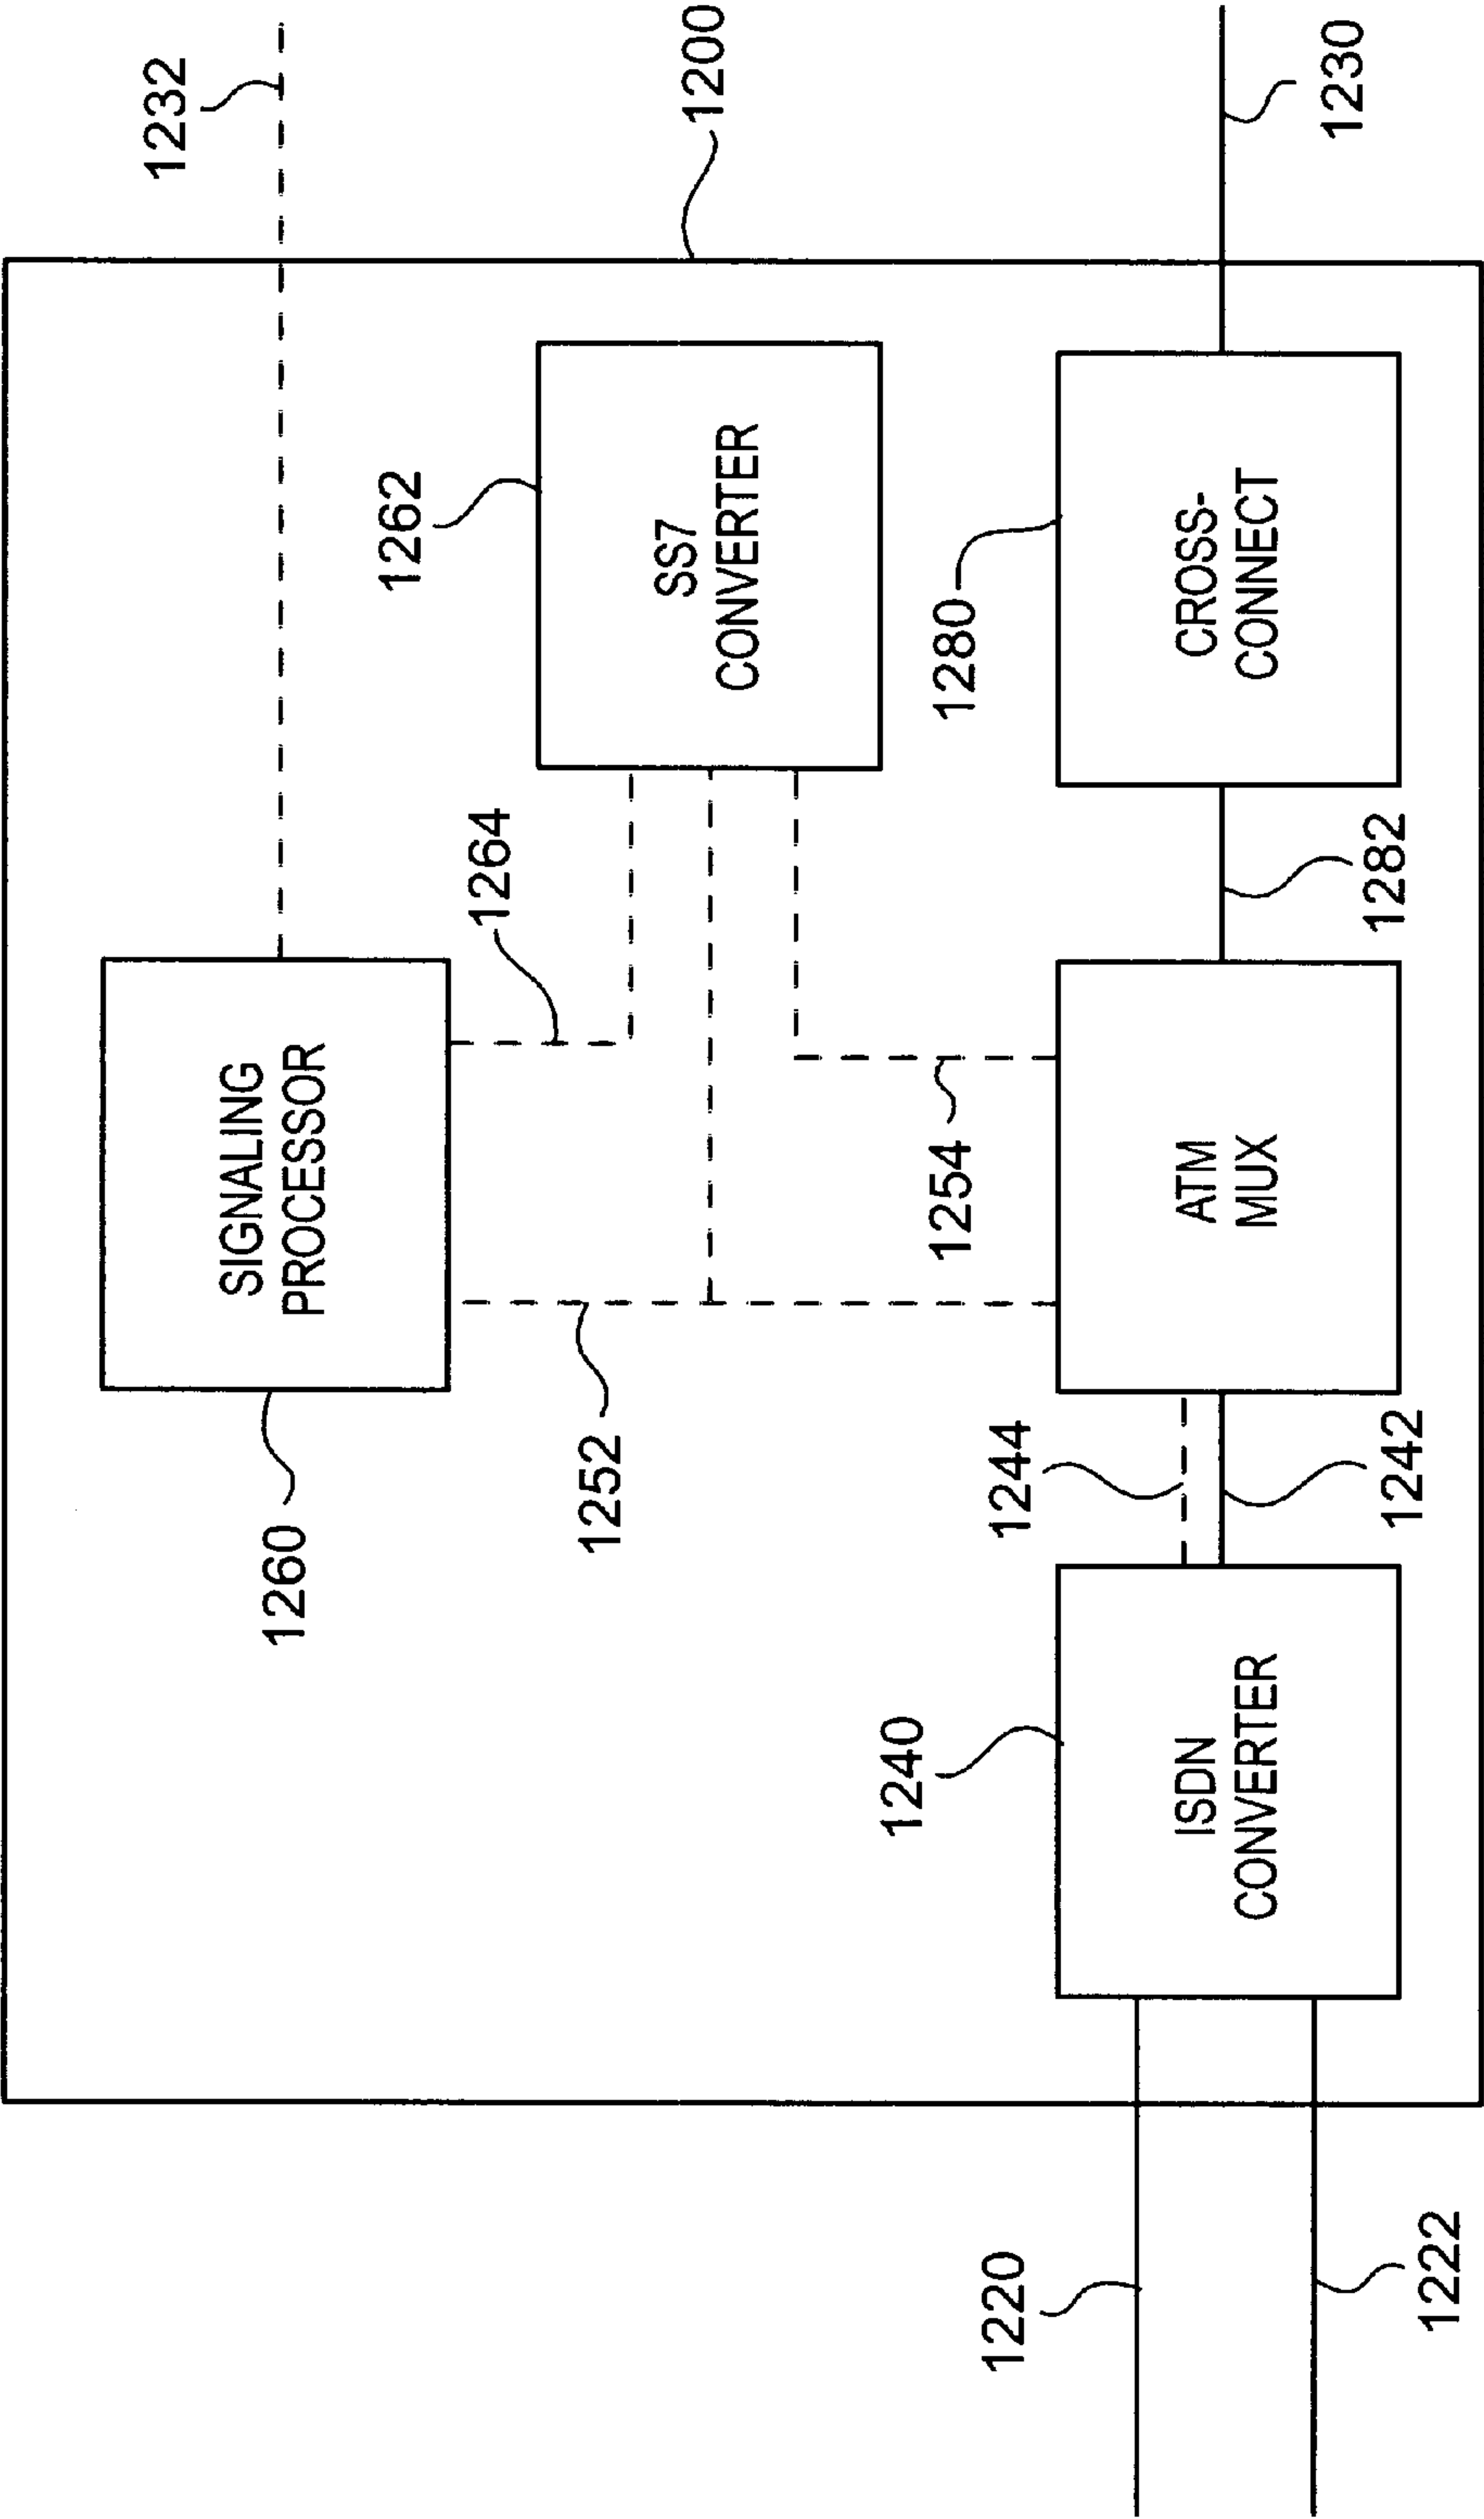 1232
1200
1230
SIGNALING
PROCESSOR
1264
1262
SS7
CONVERTER
1260
1252
1254
1280
1240
1244
ISDN
CONVERTER
ATM
MUX
CROSS-
CONNECT
1220
1222
1242
1282